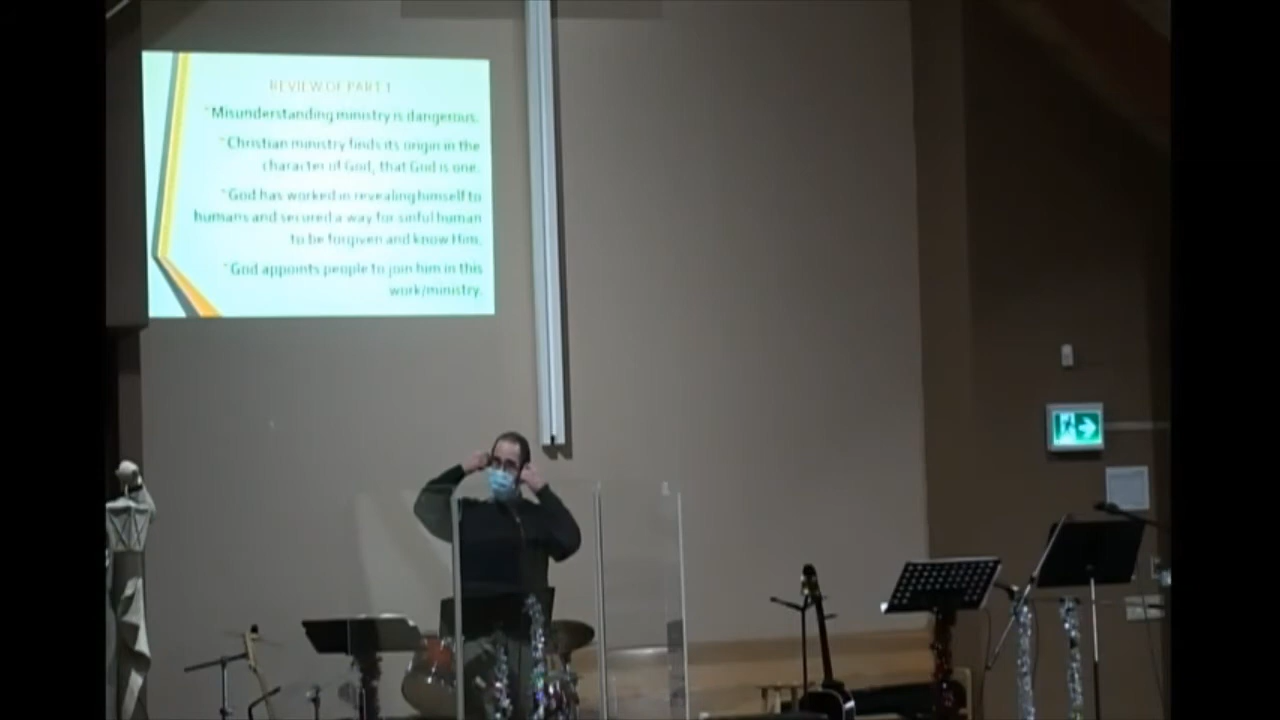 REVIEW OF PART 1
"Misunderstanding ministry is dangerous.
"Christian ministry finds its origin in the
character of God, that God is one.
"God has worked in revealing himself to
humans and secured a way for sinful human
to be forgiven and know Him.
"God appoints people to join him in this
work/ministry.